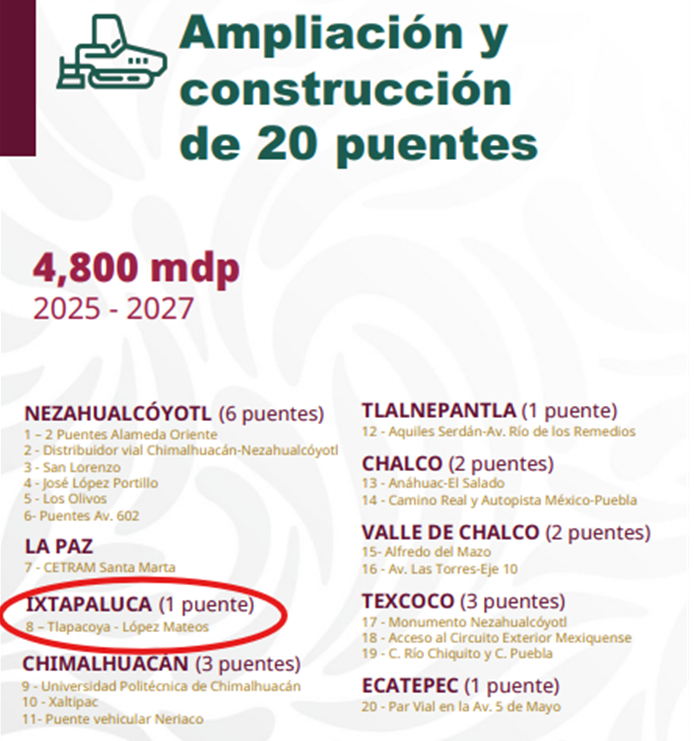 Ampliación y
construcción
de 20 puentes
4,800 mdp
2025 - 2027
NEZAHUALCÓYOTL (6 puentes)
1 – 2 Puentes Alameda Oriente
2 - Distribuidor vial Chimalhuacán-Nezahualcóyotl
3 - San Lorenzo
4 - José López Portillo
5 - Los Olivos
6- Puentes Av. 602
LA PAZ
7 - CETRAM Santa Marta
IXTAPALUCA (1 puente)
8 – Tlapacoya - López Mateos
CHIMALHUACÁN (3 puentes)
9 - Universidad Politécnica de Chimalhuacán
10 - Xaltipac
11- Puente vehicular Neriaco
TLALNEPANTLA (1 puente)
12 - Aquiles Serdán-Av. Río de los Remedios
CHALCO (2 puentes)
13 - Anáhuac-El Salado
14 - Camino Real y Autopista México-Puebla
VALLE DE CHALCO (2 puentes)
15- Alfredo del Mazo
16 - Av. Las Torres-Eje 10
TEXCOCO (3 puentes)
17 - Monumento Nezahualcóyotl
18 - Acceso al Circuito Exterior Mexiquense
19 - C. Río Chiquito y C. Puebla
ECATEPEC (1 puente)
20 - Par Vial en la Av. 5 de Mayo